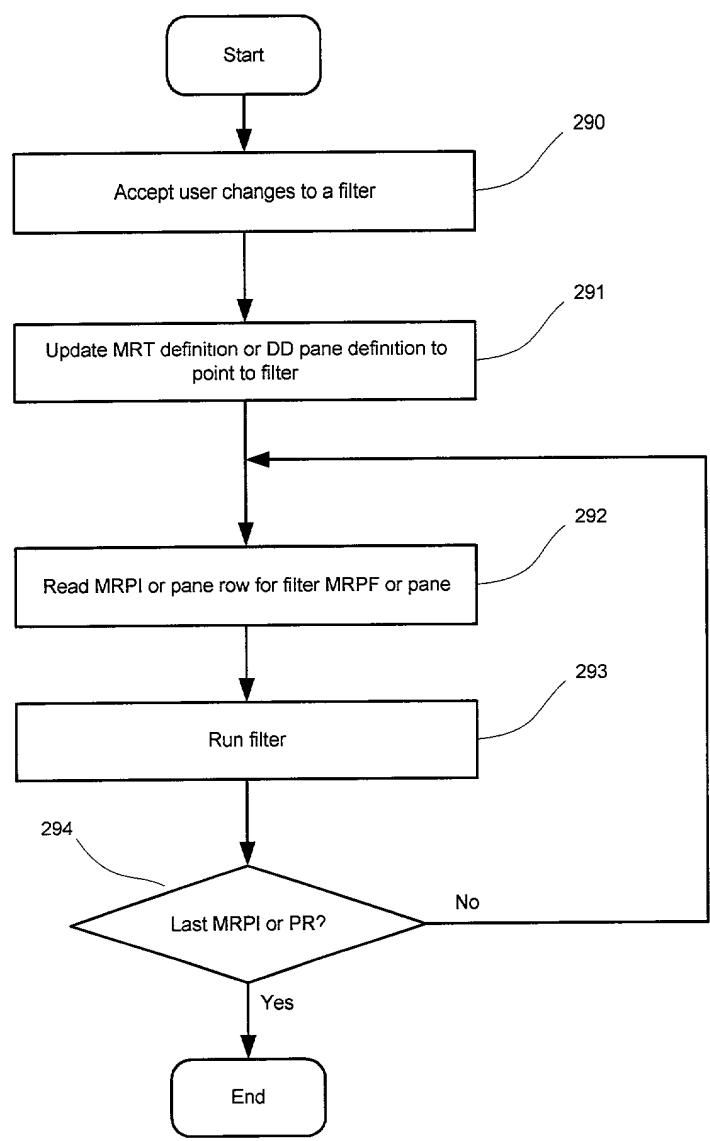 Start
290
Accept user changes to a filter
291
Update MRT definition or DD pane definition to
point to filter
292
Read MRPI or pane row for filter MRPF or pane
293
Run filter
294
Last MRPI or PR?
No
Yes
End